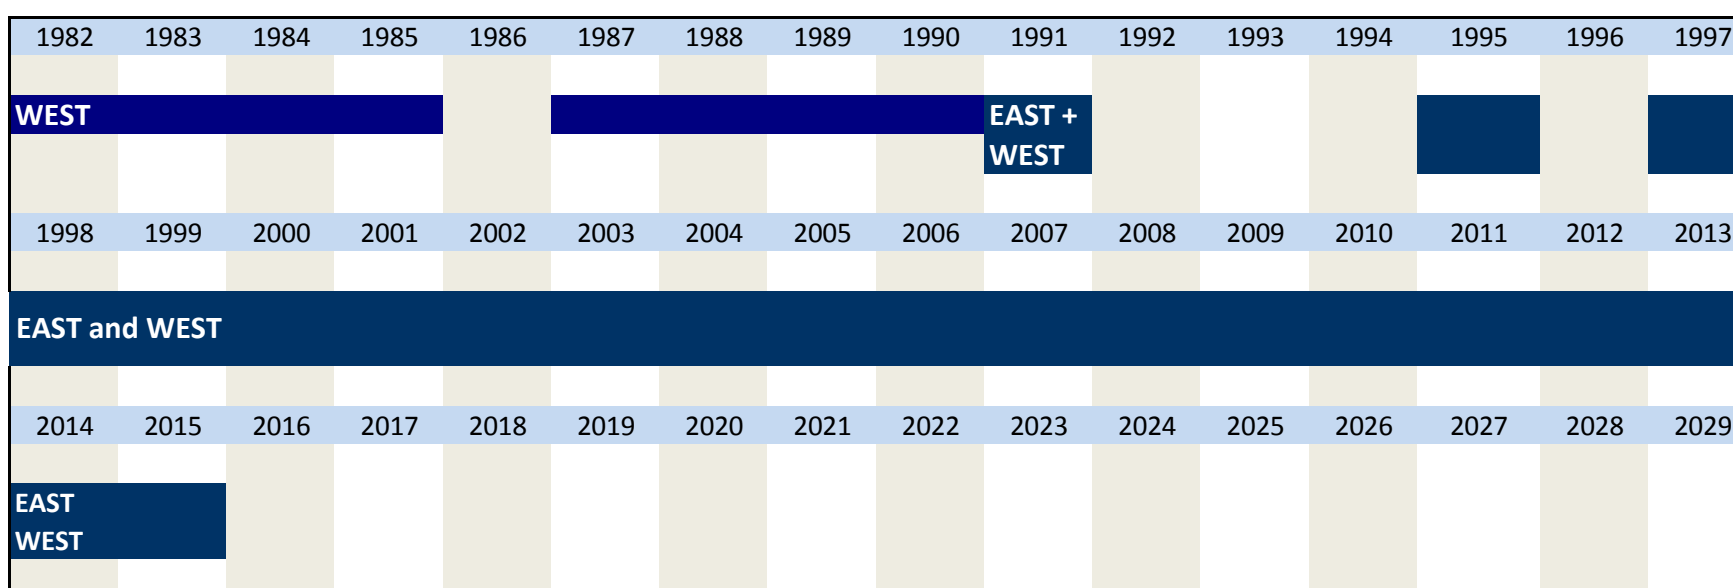 1982 1983 1984 1985 1986 1987 1988 1989 1990 1991 1992 1993 1994 1995 1996 1997
WEST EAST +
WEST
1998 1999 2000 2001 2002 2003 2004 2005 2006 2007 2008 2009 2010 2011 2012 2013
EAST and WEST
2014 2015 2016 2017 2018 2019 2020 2021 2022 2023 2024 2025 2026 2027 2028 2029
EAST
WEST